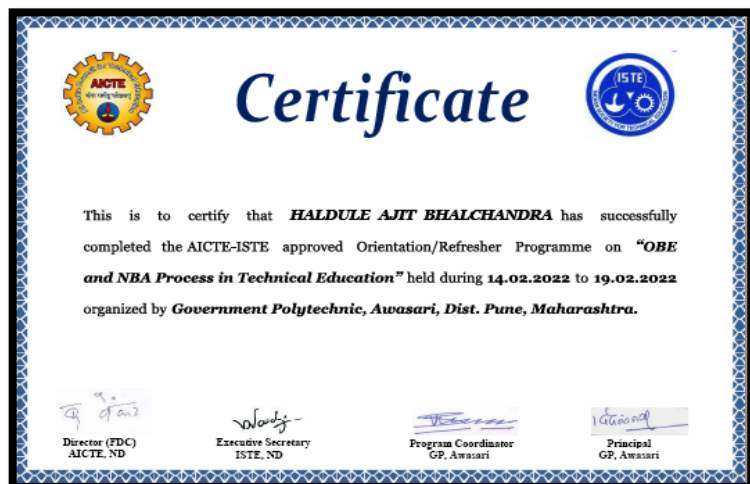 AICTE
ISTE
Certificate
This is to certify that HALDULE AJIT BHALCHANDRA has successfully
completed the AICTE-ISTE approved Orientation/Refresher Programme on "OBE
and NBA Process in Technical Education" held during 14.02.2022 to 19.02.2022
organized by Government Polytechnic, Awasari, Dist. Pune, Maharashtra.
Director (FDC) Executive Secretary Program Coordinator Principal
AICTE, ND ISTE, ND GP, Awasari GP, Awasari